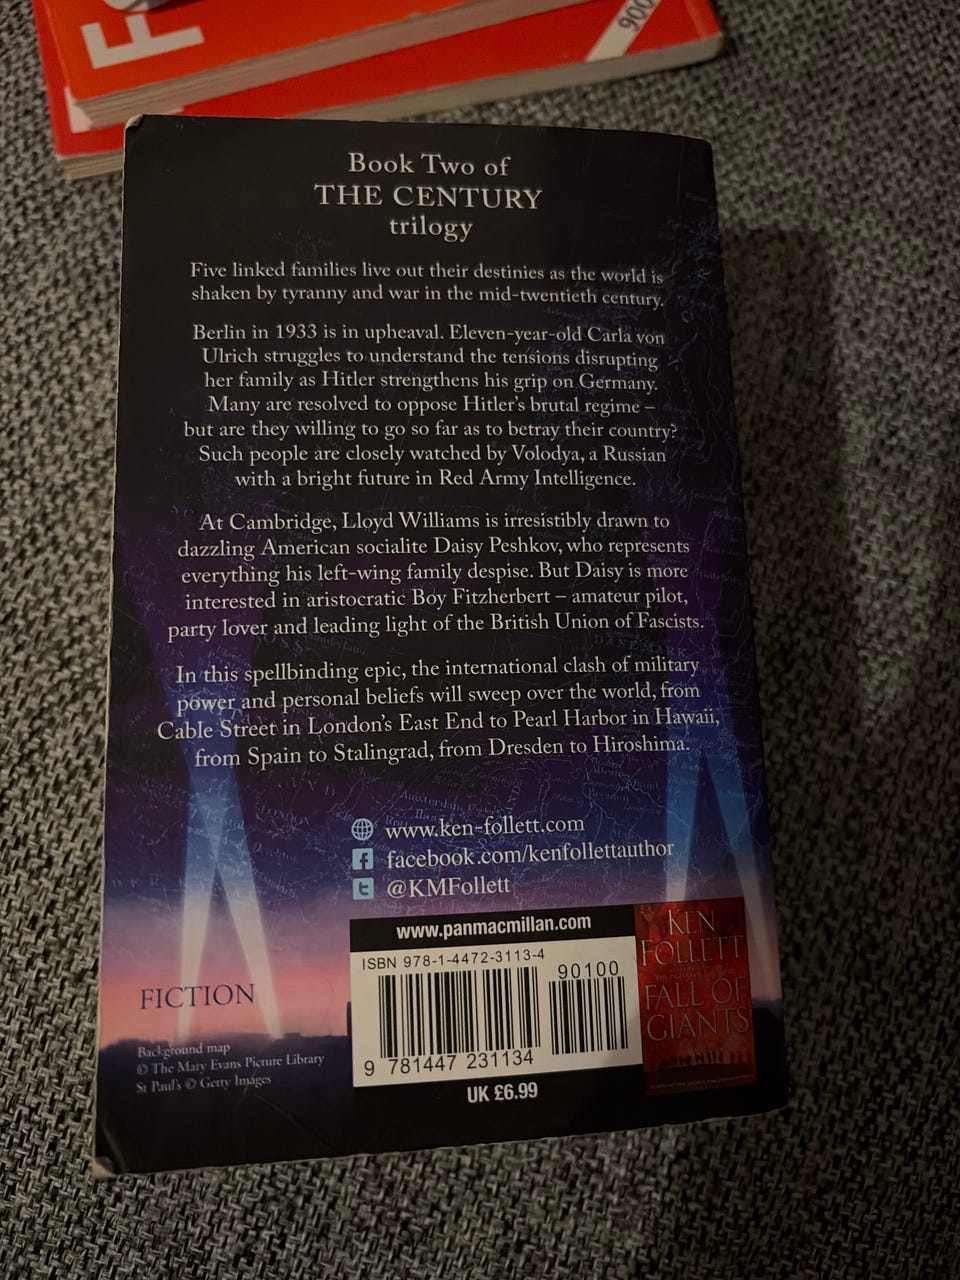 900
Book Two of
THE CENTURY
trilogy
Five linked families live out their destinies as the world is
shaken by tyranny and war in the mid-twentieth century.
Berlin in 1933 is in upheaval. Eleven-year-old Carla von
Ulrich struggles to understand the tensions disrupting
her family as Hitler strengthens his grip on Germany.
Many are resolved to oppose Hitler's brutal regime –
but are they willing to go so far as to betray their country?
Such people are closely watched by Volodya, a Russian
with a bright future in Red Army Intelligence.
At Cambridge, Lloyd Williams is irresistibly drawn to
dazzling American socialite Daisy Peshkov, who represents
everything his left-wing family despise. But Daisy is more
interested in aristocratic Boy Fitzherbert – amateur pilot,
party lover and leading light of the British Union of Fascists.
In this spellbinding epic, the international clash of military
power and personal beliefs will sweep over the world, from
Cable Street in London's East End to Pearl Harbor in Hawaii,
from Spain to Stalingrad, from Dresden to Hiroshima.
www.ken-follett.com
facebook.com/kenfollettauthor
@KMFollett
www.panmacmillan.com
ISBN 978-1-4472-3113-4
90100
9 781447 231134
UK £6.99
KEN
FOLLETT
FALL OF
GIANTS
FICTION
Background map
© The Mary Evans Picture Library
St Paul's © Getty Images